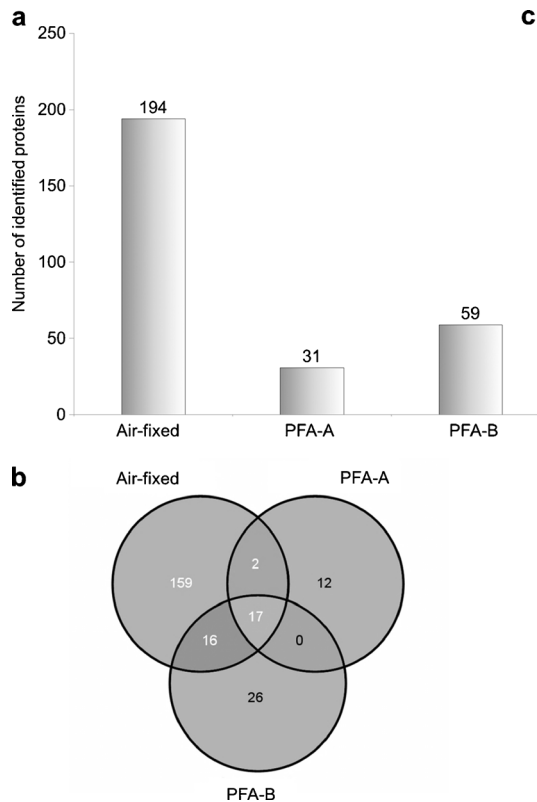 a
c
Number of identified proteins
250
200
150
100
50
0
194
31
59
Air-fixed
PFA-A
PFA-B
b
Air-fixed
PFA-A
159
2
12
17
16
0
26
PFA-B